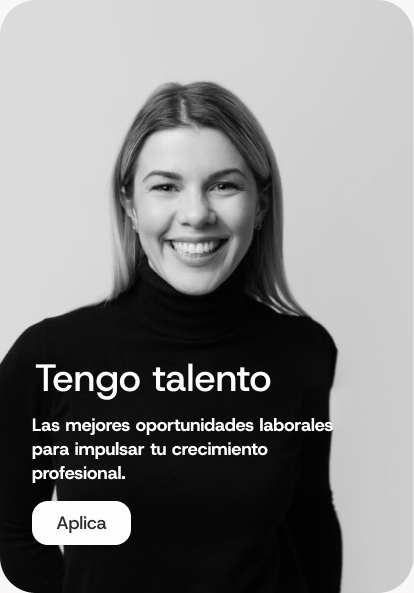 Tengo talento
Las mejores oportunidades laborales
para impulsar tu crecimiento
profesional.
Aplica